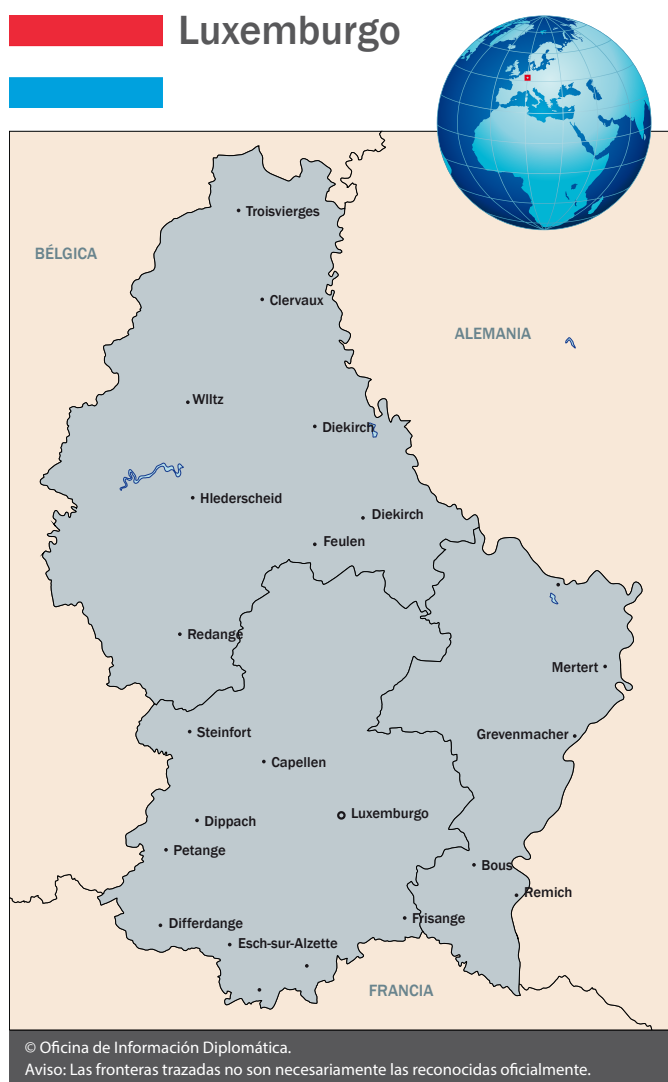 Luxemburgo
Troisvierges
BÉLGICA
Clervaux
ALEMANIA
Wlltz
Diekirch
Hlederscheid
Diekirch
Feulen
Redange
Mertert
Steinfort
Grevenmacher
Capellen
Luxemburgo
Dippach
Petange
Bous
Remich
Frisange
Differdange
Esch-sur-Alzette
FRANCIA
© Oficina de Información Diplomática.
Aviso: Las fronteras trazadas no son necesariamente las reconocidas oficialmente.